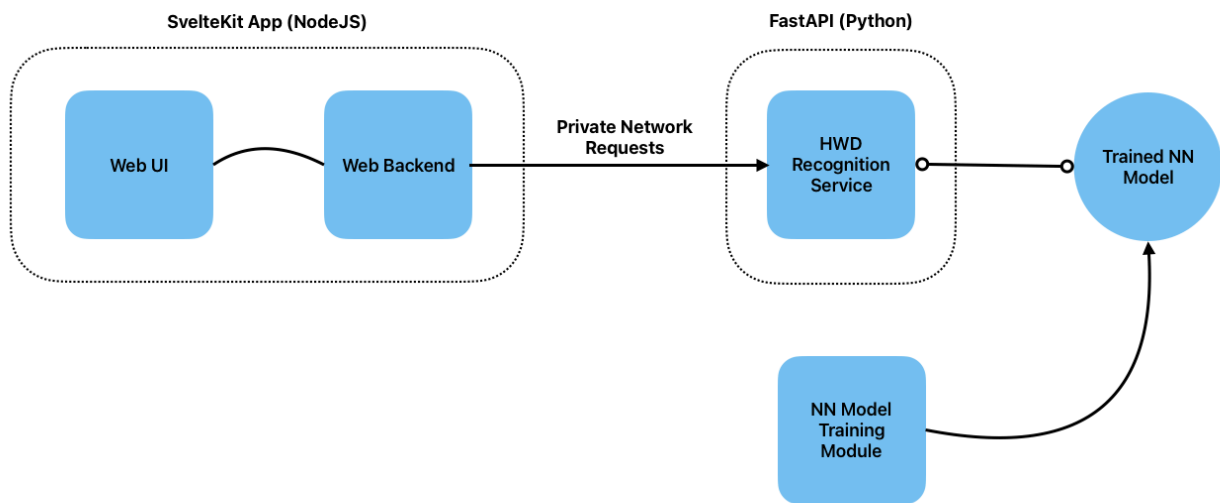 SvelteKit App (NodeJS)
FastAPI (Python)
Web UI
Web Backend
Private Network
Requests
HWD
Recognition
Service
Trained NN
Model
NN Model
Training
Module